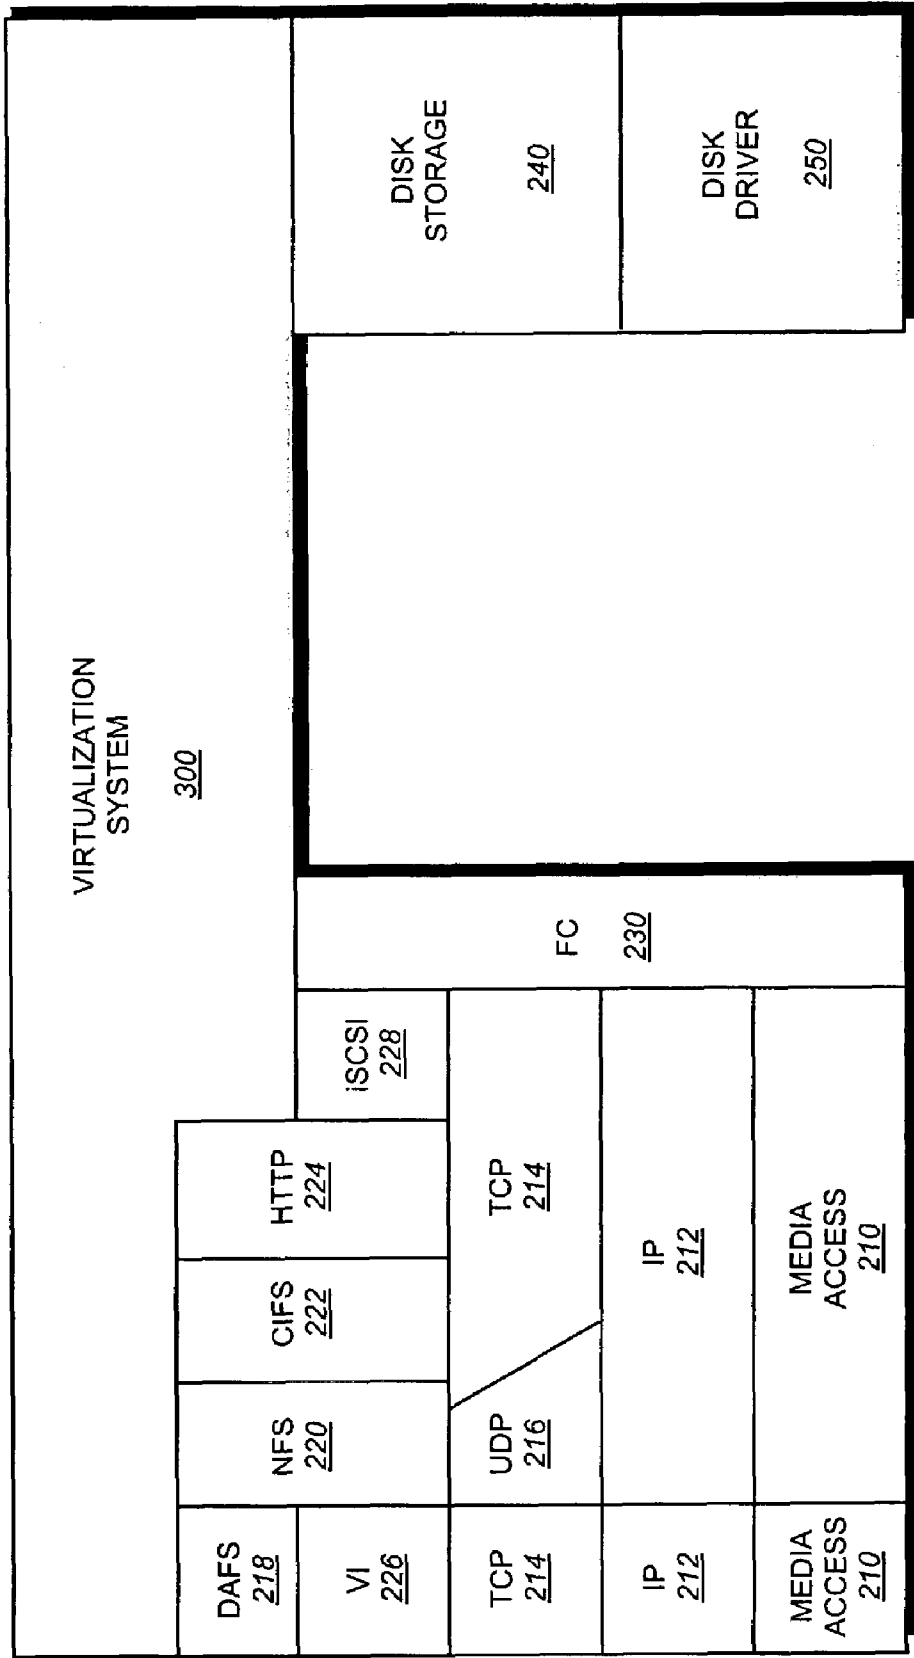 VIRTUALIZATION
SYSTEM
300
DAFS
218
VI
226
NFS
220
CIFS
222
HTTP
224
iSCSI
228
TCP
214
UDP
216
TCP
214
IP
212
IP
212
MEDIA
ACCESS
210
MEDIA
ACCESS
210
FC
230
DISK
STORAGE
240
DISK
DRIVER
250